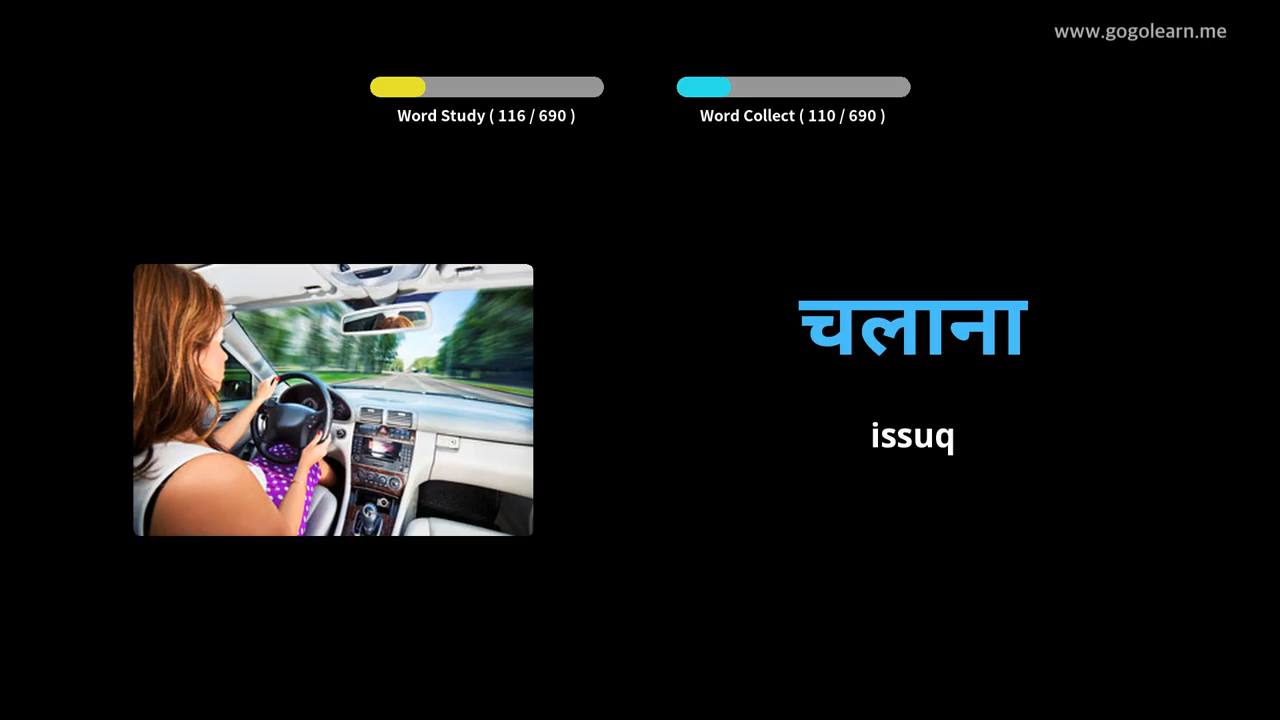 www.gogolearn.me
Word Study ( 116 / 690 )
Word Collect ( 110 / 690 )
चलाना
issuq